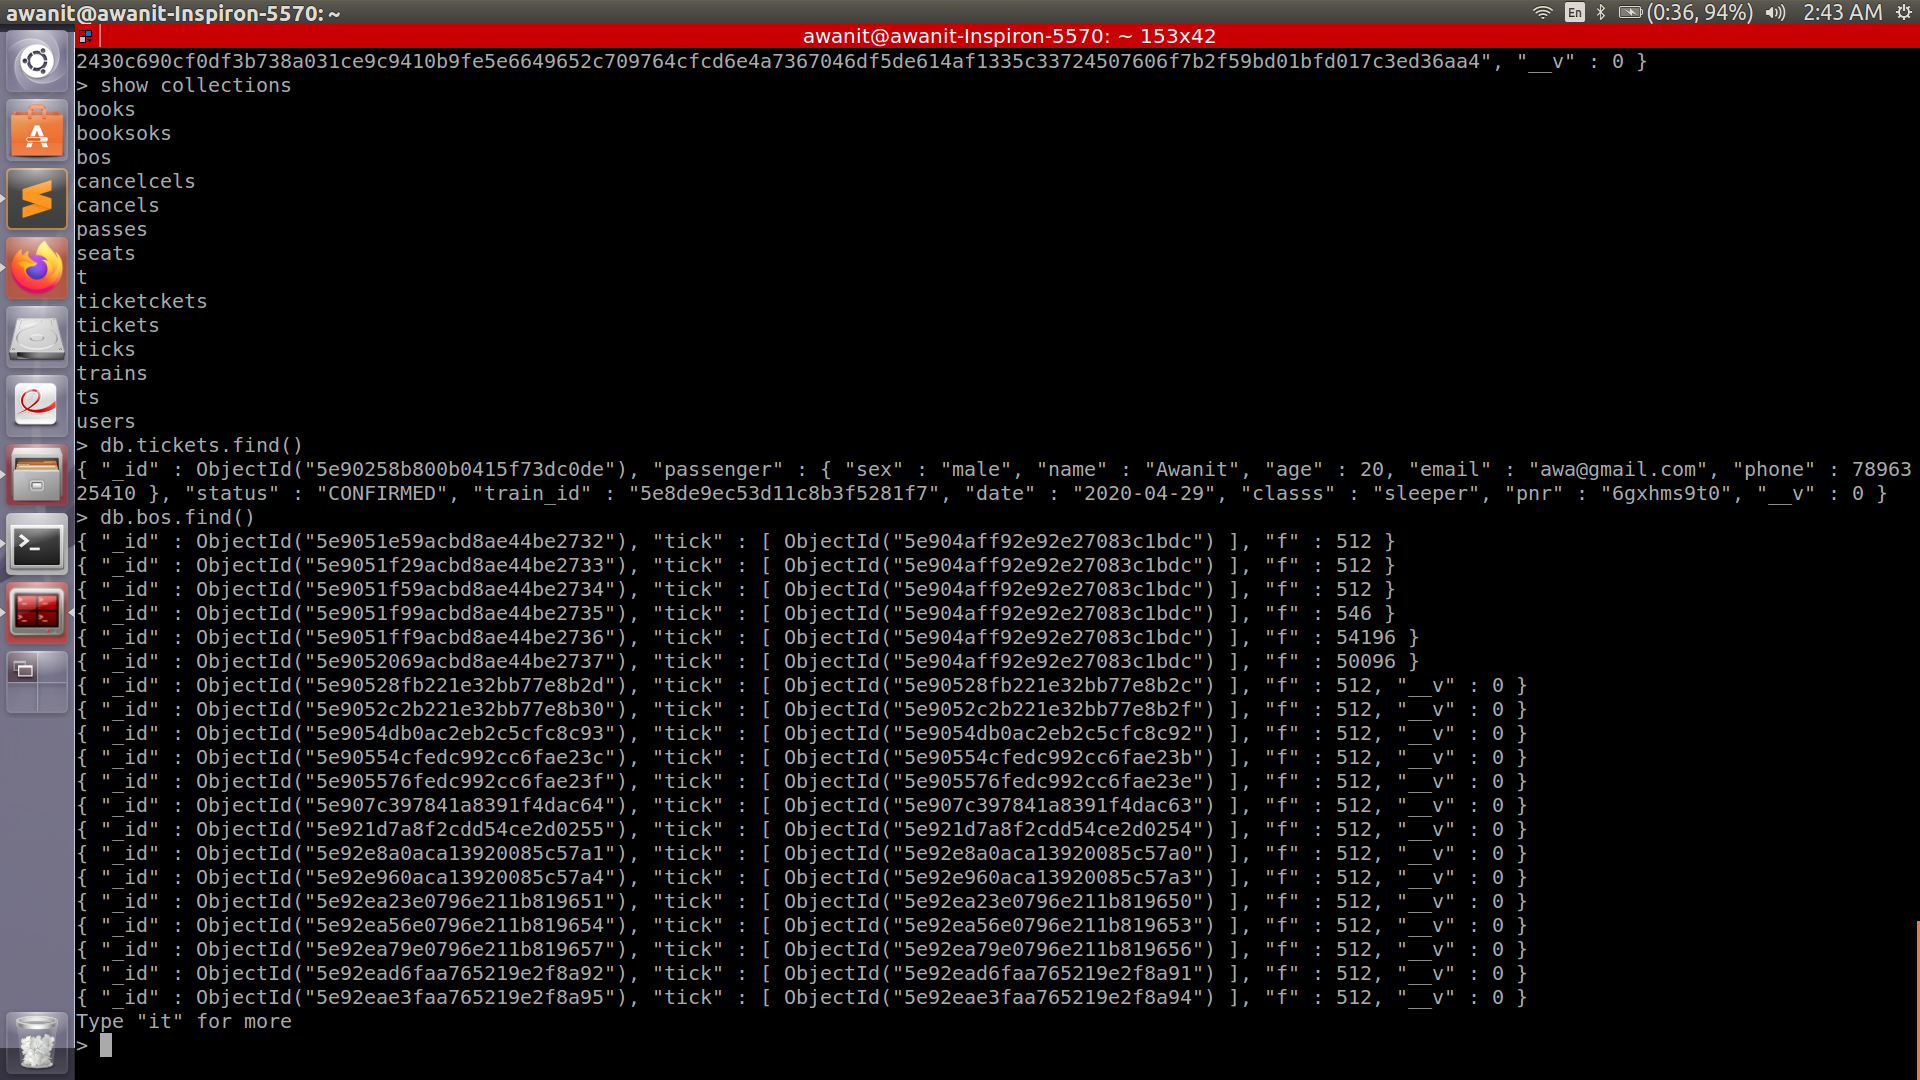 awanit@awanit-Inspiron-5570: ~
En
(0:36, 94%)
2:43 AM
awanit@awanit-Inspiron-5570: ~ 153x42
2430c690cf0df3b738a031ce9c9410b9fe5e6649652c709764cfcd6e4a7367046df5de614af1335c33724507606f7b2f59bd01bfd017c3ed36aa4", "__v" : 0 }
> show collections
books
booksoks
bos
cancelcels
cancels
passes
seats
t
ticketckets
tickets
ticks
trains
ts
users
> db.tickets.find()
{ "_id" : ObjectId("5e90258b800b0415f73dc0de"), "passenger" : { "sex" : "male", "name" : "Awanit", "age" : 20, "email" : "awa@gmail.com", "phone" : 78963
25410 }, "status" : "CONFIRMED", "train_id" : "5e8de9ec53d11c8b3f5281f7", "date" : "2020-04-29", "classs" : "sleeper", "pnr" : "6gxhms9t0", "__v" : 0 }
> db.bos.find()
{ "_id" : ObjectId("5e9051e59acbd8ae44be2732"), "tick" : [ ObjectId("5e904aff92e92e27083c1bdc") ], "f" : 512 }
{ "_id" : ObjectId("5e9051f29acbd8ae44be2733"), "tick" : [ ObjectId("5e904aff92e92e27083c1bdc") ], "f" : 512 }
{ "_id" : ObjectId("5e9051f59acbd8ae44be2734"), "tick" : [ ObjectId("5e904aff92e92e27083c1bdc") ], "f" : 512 }
{ "_id" : ObjectId("5e9051f99acbd8ae44be2735"), "tick" : [ ObjectId("5e904aff92e92e27083c1bdc") ], "f" : 546 }
{ "_id" : ObjectId("5e9051ff9acbd8ae44be2736"), "tick" : [ ObjectId("5e904aff92e92e27083c1bdc") ], "f" : 54196 }
{ "_id" : ObjectId("5e9052069acbd8ae44be2737"), "tick" : [ ObjectId("5e904aff92e92e27083c1bdc") ], "f" : 50096 }
{ "_id" : ObjectId("5e90528fb221e32bb77e8b2d"), "tick" : [ ObjectId("5e90528fb221e32bb77e8b2c") ], "f" : 512, "__v" : 0 }
{ "_id" : ObjectId("5e9052c2b221e32bb77e8b30"), "tick" : [ ObjectId("5e9052c2b221e32bb77e8b2f") ], "f" : 512, "__v" : 0 }
{ "_id" : ObjectId("5e9054db0ac2eb2c5cfc8c93"), "tick" : [ ObjectId("5e9054db0ac2eb2c5cfc8c92") ], "f" : 512, "__v" : 0 }
{ "_id" : ObjectId("5e90554cfedc992cc6fae23c"), "tick" : [ ObjectId("5e90554cfedc992cc6fae23b") ], "f" : 512, "__v" : 0 }
{ "_id" : ObjectId("5e905576fedc992cc6fae23f"), "tick" : [ ObjectId("5e905576fedc992cc6fae23e") ], "f" : 512, "__v" : 0 }
{ "_id" : ObjectId("5e907c397841a8391f4dac64"), "tick" : [ ObjectId("5e907c397841a8391f4dac63") ], "f" : 512, "__v" : 0 }
{ "_id" : ObjectId("5e921d7a8f2cdd54ce2d0255"), "tick" : [ ObjectId("5e921d7a8f2cdd54ce2d0254") ], "f" : 512, "__v" : 0 }
{ "_id" : ObjectId("5e92e8a0aca13920085c57a1"), "tick" : [ ObjectId("5e92e8a0aca13920085c57a0") ], "f" : 512, "__v" : 0 }
{ "_id" : ObjectId("5e92e960aca13920085c57a4"), "tick" : [ ObjectId("5e92e960aca13920085c57a3") ], "f" : 512, "__v" : 0 }
{ "_id" : ObjectId("5e92ea23e0796e211b819651"), "tick" : [ ObjectId("5e92ea23e0796e211b819650") ], "f" : 512, "__v" : 0 }
{ "_id" : ObjectId("5e92ea56e0796e211b819654"), "tick" : [ ObjectId("5e92ea56e0796e211b819653") ], "f" : 512, "__v" : 0 }
{ "_id" : ObjectId("5e92ea79e0796e211b819657"), "tick" : [ ObjectId("5e92ea79e0796e211b819656") ], "f" : 512, "__v" : 0 }
{ "_id" : ObjectId("5e92ead6faa765219e2f8a92"), "tick" : [ ObjectId("5e92ead6faa765219e2f8a91") ], "f" : 512, "__v" : 0 }
{ "_id" : ObjectId("5e92eae3faa765219e2f8a95"), "tick" : [ ObjectId("5e92eae3faa765219e2f8a94") ], "f" : 512, "__v" : 0 }
Type "it" for more
>